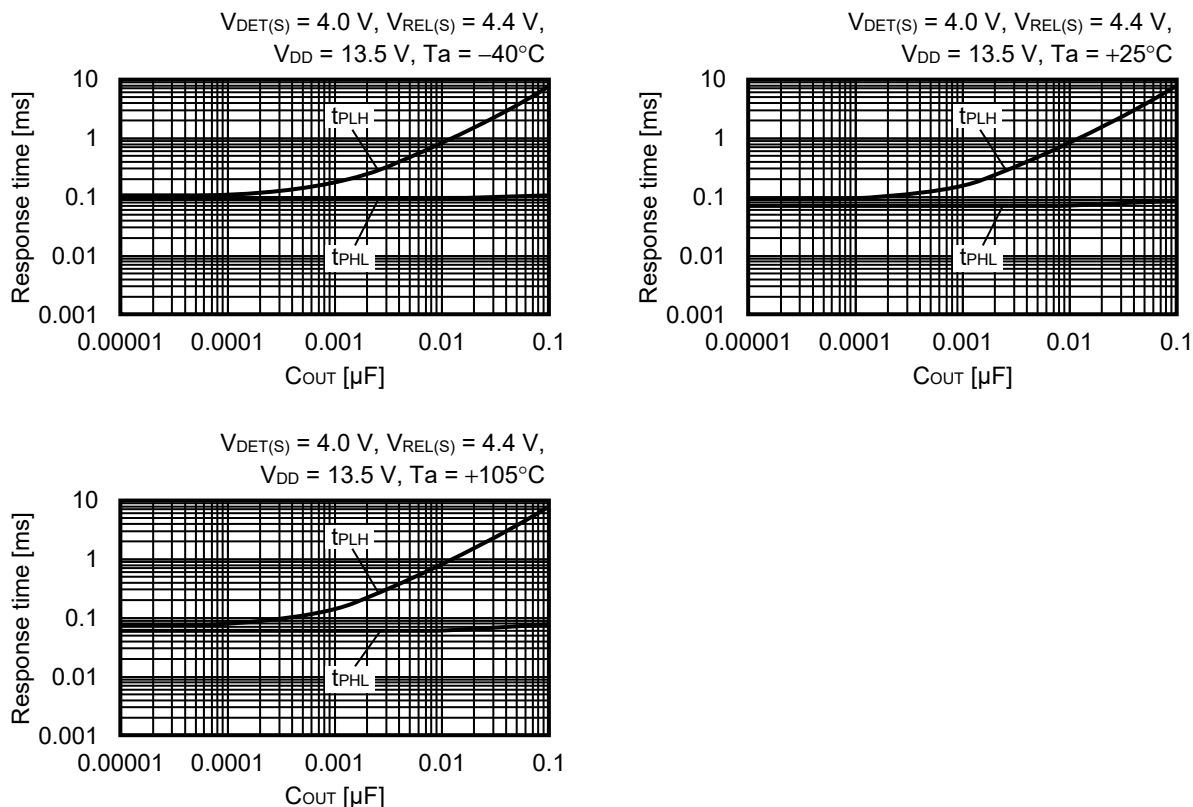 VDET(S) = 4.0 V, VREL(S) = 4.4 V,
VDD = 13.5 V, Ta = −40°C
Response time [ms]
10
1
0.1
0.01
0.001
tPLH
tPHL
0.00001 0.0001 0.001 0.01 0.1
COUT [µF]
VDET(S) = 4.0 V, VREL(S) = 4.4 V,
VDD = 13.5 V, Ta = +25°C
Response time [ms]
10
1
0.1
0.01
0.001
tPLH
tPHL
0.00001 0.0001 0.001 0.01 0.1
COUT [µF]
VDET(S) = 4.0 V, VREL(S) = 4.4 V,
VDD = 13.5 V, Ta = +105°C
Response time [ms]
10
1
0.1
0.01
0.001
tPLH
tPHL
0.00001 0.0001 0.001 0.01 0.1
COUT [µF]